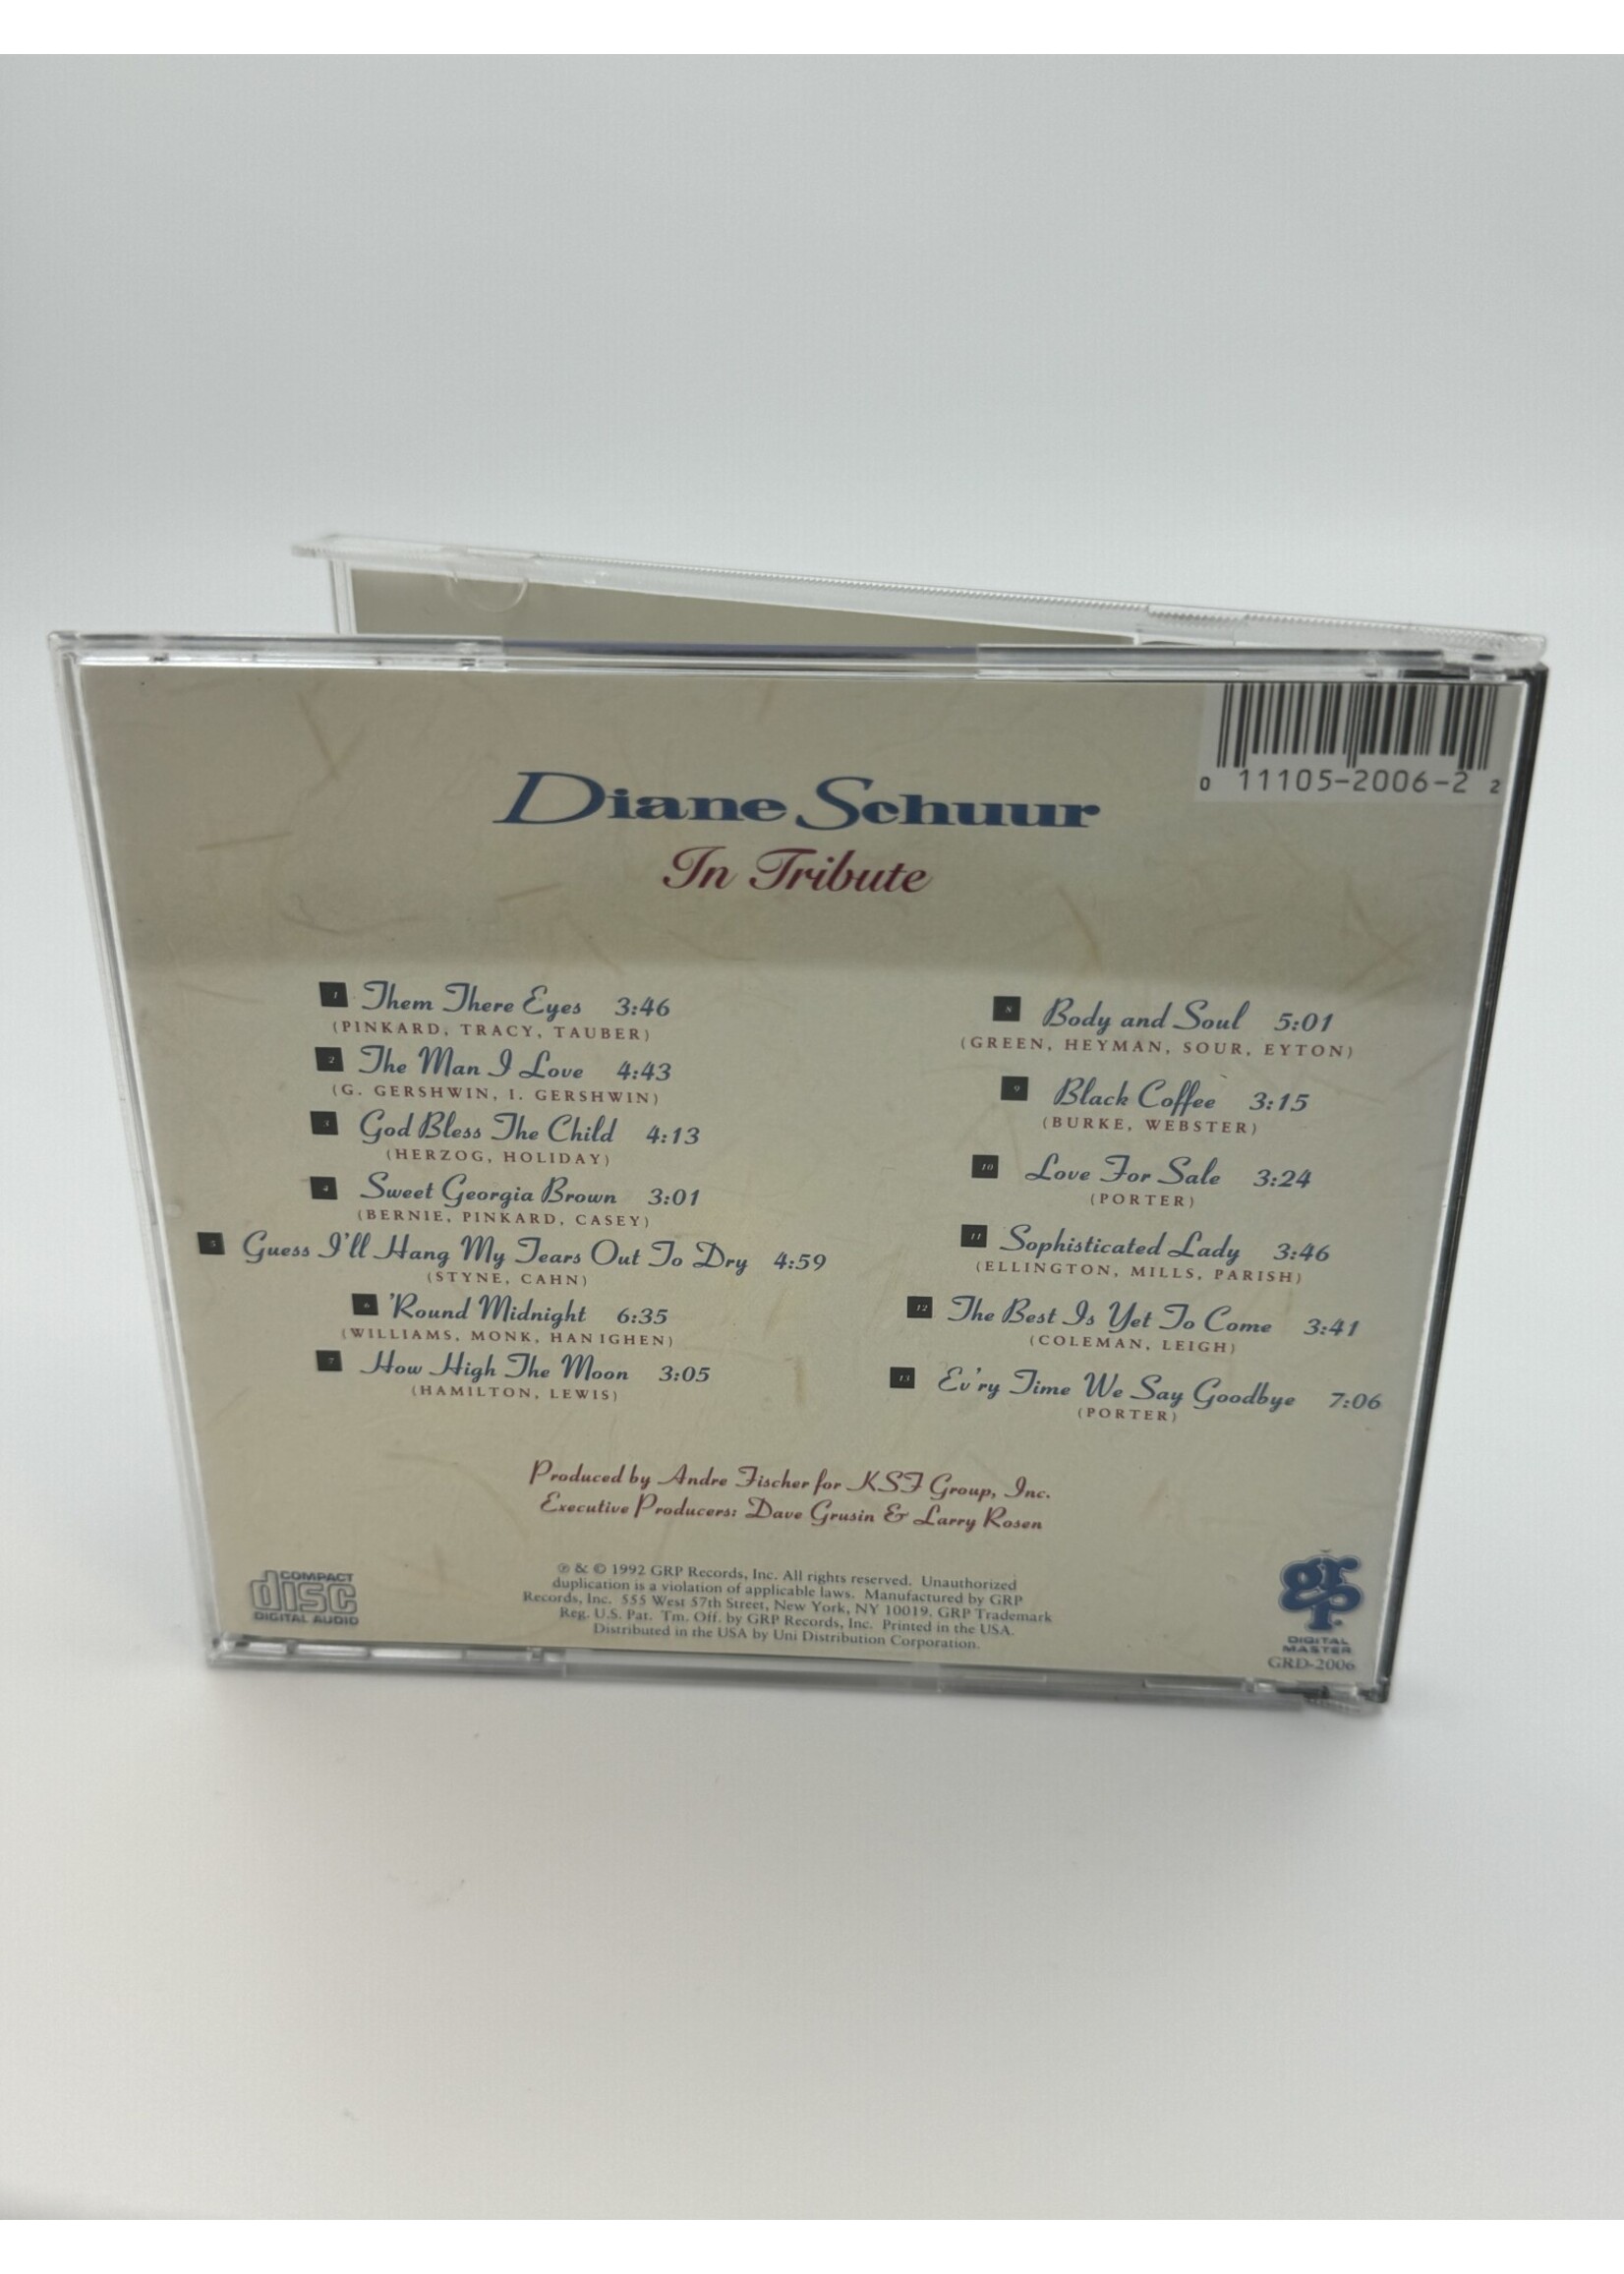 0 11105-2006-2 2
Diane Schuur
In Tribute
1 Them There Eyes 3:46
(PINKARD, TRACY, TAUBER)
2 The Man I Love 4:43
(G. GERSHWIN, I. GERSHWIN)
3 God Bless The Child 4:13
(HERZOG, HOLIDAY)
4 Sweet Georgia Brown 3:01
(BERNIE, PINKARD, CASEY)
5 Guess I'll Hang My Tears Out To Dry 4:59
(STYNE, CAHN)
6 'Round Midnight 6:35
(WILLIAMS, MONK, HANIGHEN)
7 How High The Moon 3:05
(HAMILTON, LEWIS)
8 Body and Soul 5:01
(GREEN, HEYMAN, SOUR, EYTON)
9 Black Coffee 3:15
(BURKE, WEBSTER)
10 Love For Sale 3:24
(PORTER)
11 Sophisticated Lady 3:46
(ELLINGTON, MILLS, PARISH)
12 The Best Is Yet To Come 3:41
(COLEMAN, LEIGH)
13 Ev'ry Time We Say Goodbye 7:06
(PORTER)
Produced by Andre Fischer for KSF Group, Inc.
Executive Producers: Dave Grusin & Larry Rosen
COMPACT
disc
DIGITAL AUDIO
℗ & © 1992 GRP Records, Inc. All rights reserved. Unauthorized
duplication is a violation of applicable laws. Manufactured by GRP
Records, Inc. 555 West 57th Street, New York, NY 10019. GRP Trademark
Reg. U.S. Pat. Tm. Off. by GRP Records, Inc. Printed in the USA.
Distributed in the USA by Uni Distribution Corporation.
grp
DIGITAL
MASTER
GRD-2006